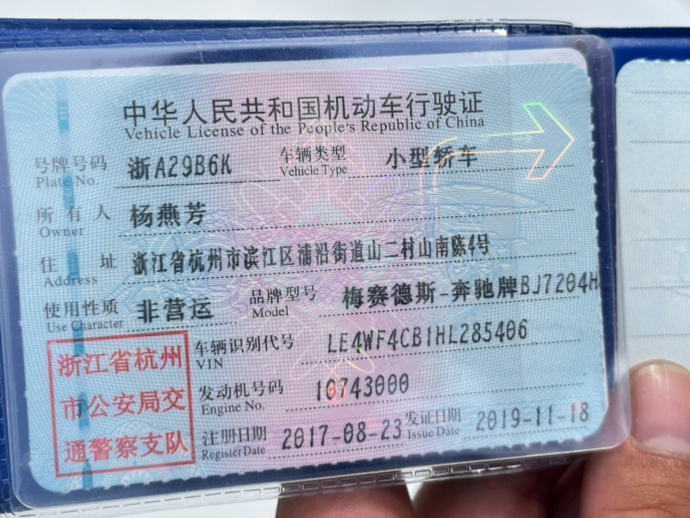 中华人民共和国机动车行驶证
Vehicle License of the People's Republic of China
号牌号码 浙A29B6K 车辆类型 小型轿车
Plate No. Vehicle Type
所有人 杨燕芳
Owner
住址 浙江省杭州市滨江区浦沿街道山二村山南陈4号
Address
使用性质 非营运 品牌型号 梅赛德斯-奔驰牌BJ7204H
Use Character Model
浙江省杭州
市公安局交
通警察支队
车辆识别代号 LE4WF4CB1HL285406
VIN
发动机号码 10743000
Engine No.
注册日期 2017-08-23 发证日期 2019-11-18
Register Date Issue Date